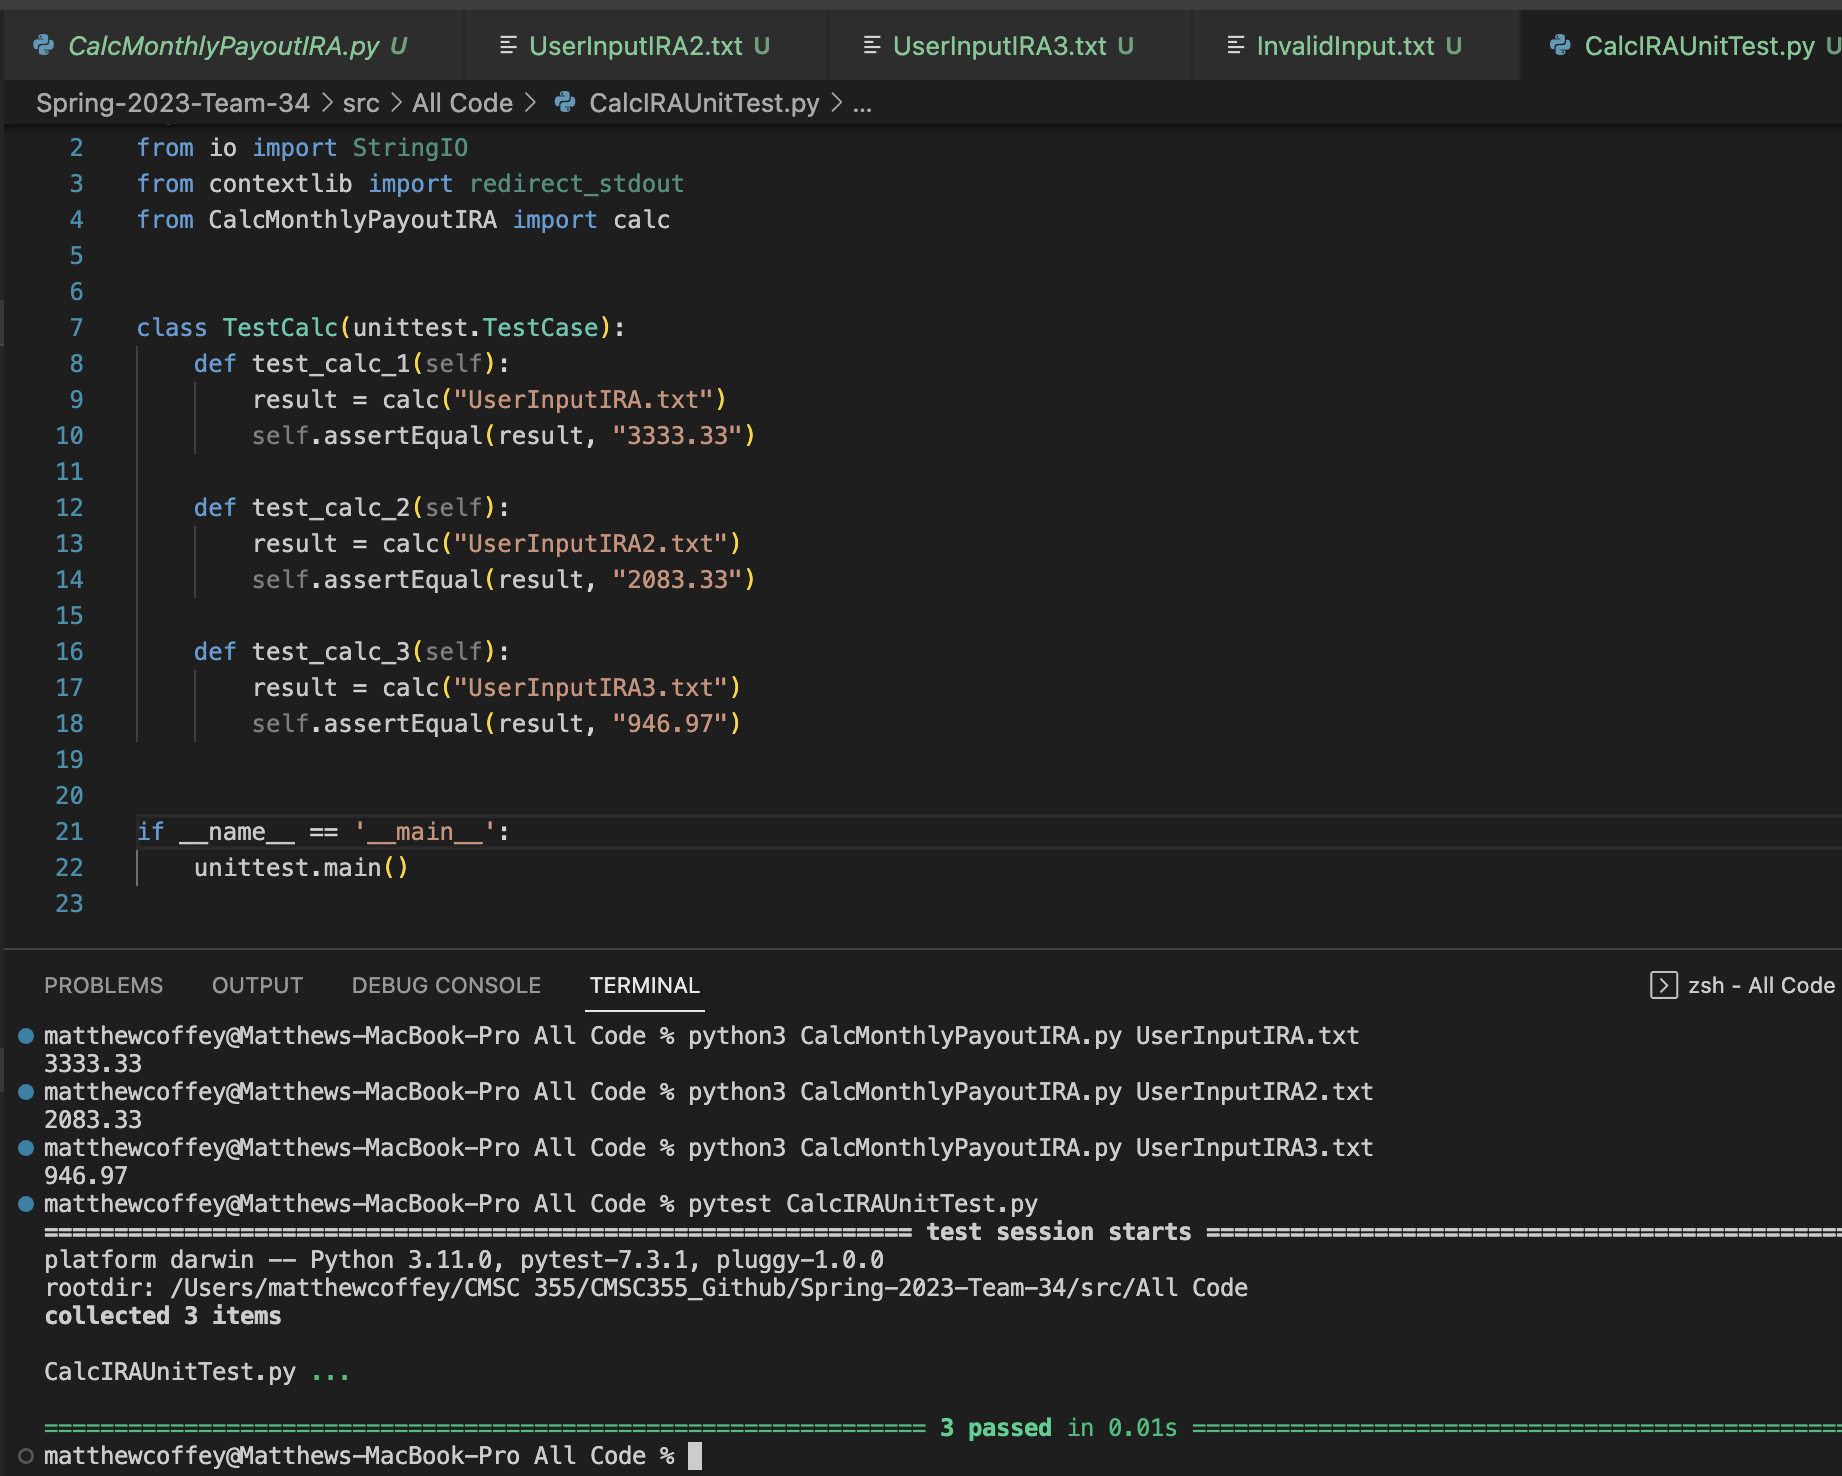 CalcMonthlyPayoutIRA.py U UserInputIRA2.txt U UserInputIRA3.txt U InvalidInput.txt U CalcIRAUnitTest.py U
Spring-2023-Team-34 > src > All Code > CalcIRAUnitTest.py > ...
2 from io import StringIO
3 from contextlib import redirect_stdout
4 from CalcMonthlyPayoutIRA import calc
5
6
7 class TestCalc(unittest.TestCase):
8 def test_calc_1(self):
9 result = calc("UserInputIRA.txt")
10 self.assertEqual(result, "3333.33")
11
12 def test_calc_2(self):
13 result = calc("UserInputIRA2.txt")
14 self.assertEqual(result, "2083.33")
15
16 def test_calc_3(self):
17 result = calc("UserInputIRA3.txt")
18 self.assertEqual(result, "946.97")
19
20
21 if __name__ == '__main__':
22 unittest.main()
23
PROBLEMS OUTPUT DEBUG CONSOLE TERMINAL zsh - All Code
matthewcoffey@Matthews-MacBook-Pro All Code % python3 CalcMonthlyPayoutIRA.py UserInputIRA.txt
3333.33
matthewcoffey@Matthews-MacBook-Pro All Code % python3 CalcMonthlyPayoutIRA.py UserInputIRA2.txt
2083.33
matthewcoffey@Matthews-MacBook-Pro All Code % python3 CalcMonthlyPayoutIRA.py UserInputIRA3.txt
946.97
matthewcoffey@Matthews-MacBook-Pro All Code % pytest CalcIRAUnitTest.py
============================================================== test session starts ==============================================
platform darwin -- Python 3.11.0, pytest-7.3.1, pluggy-1.0.0
rootdir: /Users/matthewcoffey/CMSC 355/CMSC355_Github/Spring-2023-Team-34/src/All Code
collected 3 items
CalcIRAUnitTest.py ...
=============================================================== 3 passed in 0.01s ===============================================
matthewcoffey@Matthews-MacBook-Pro All Code %